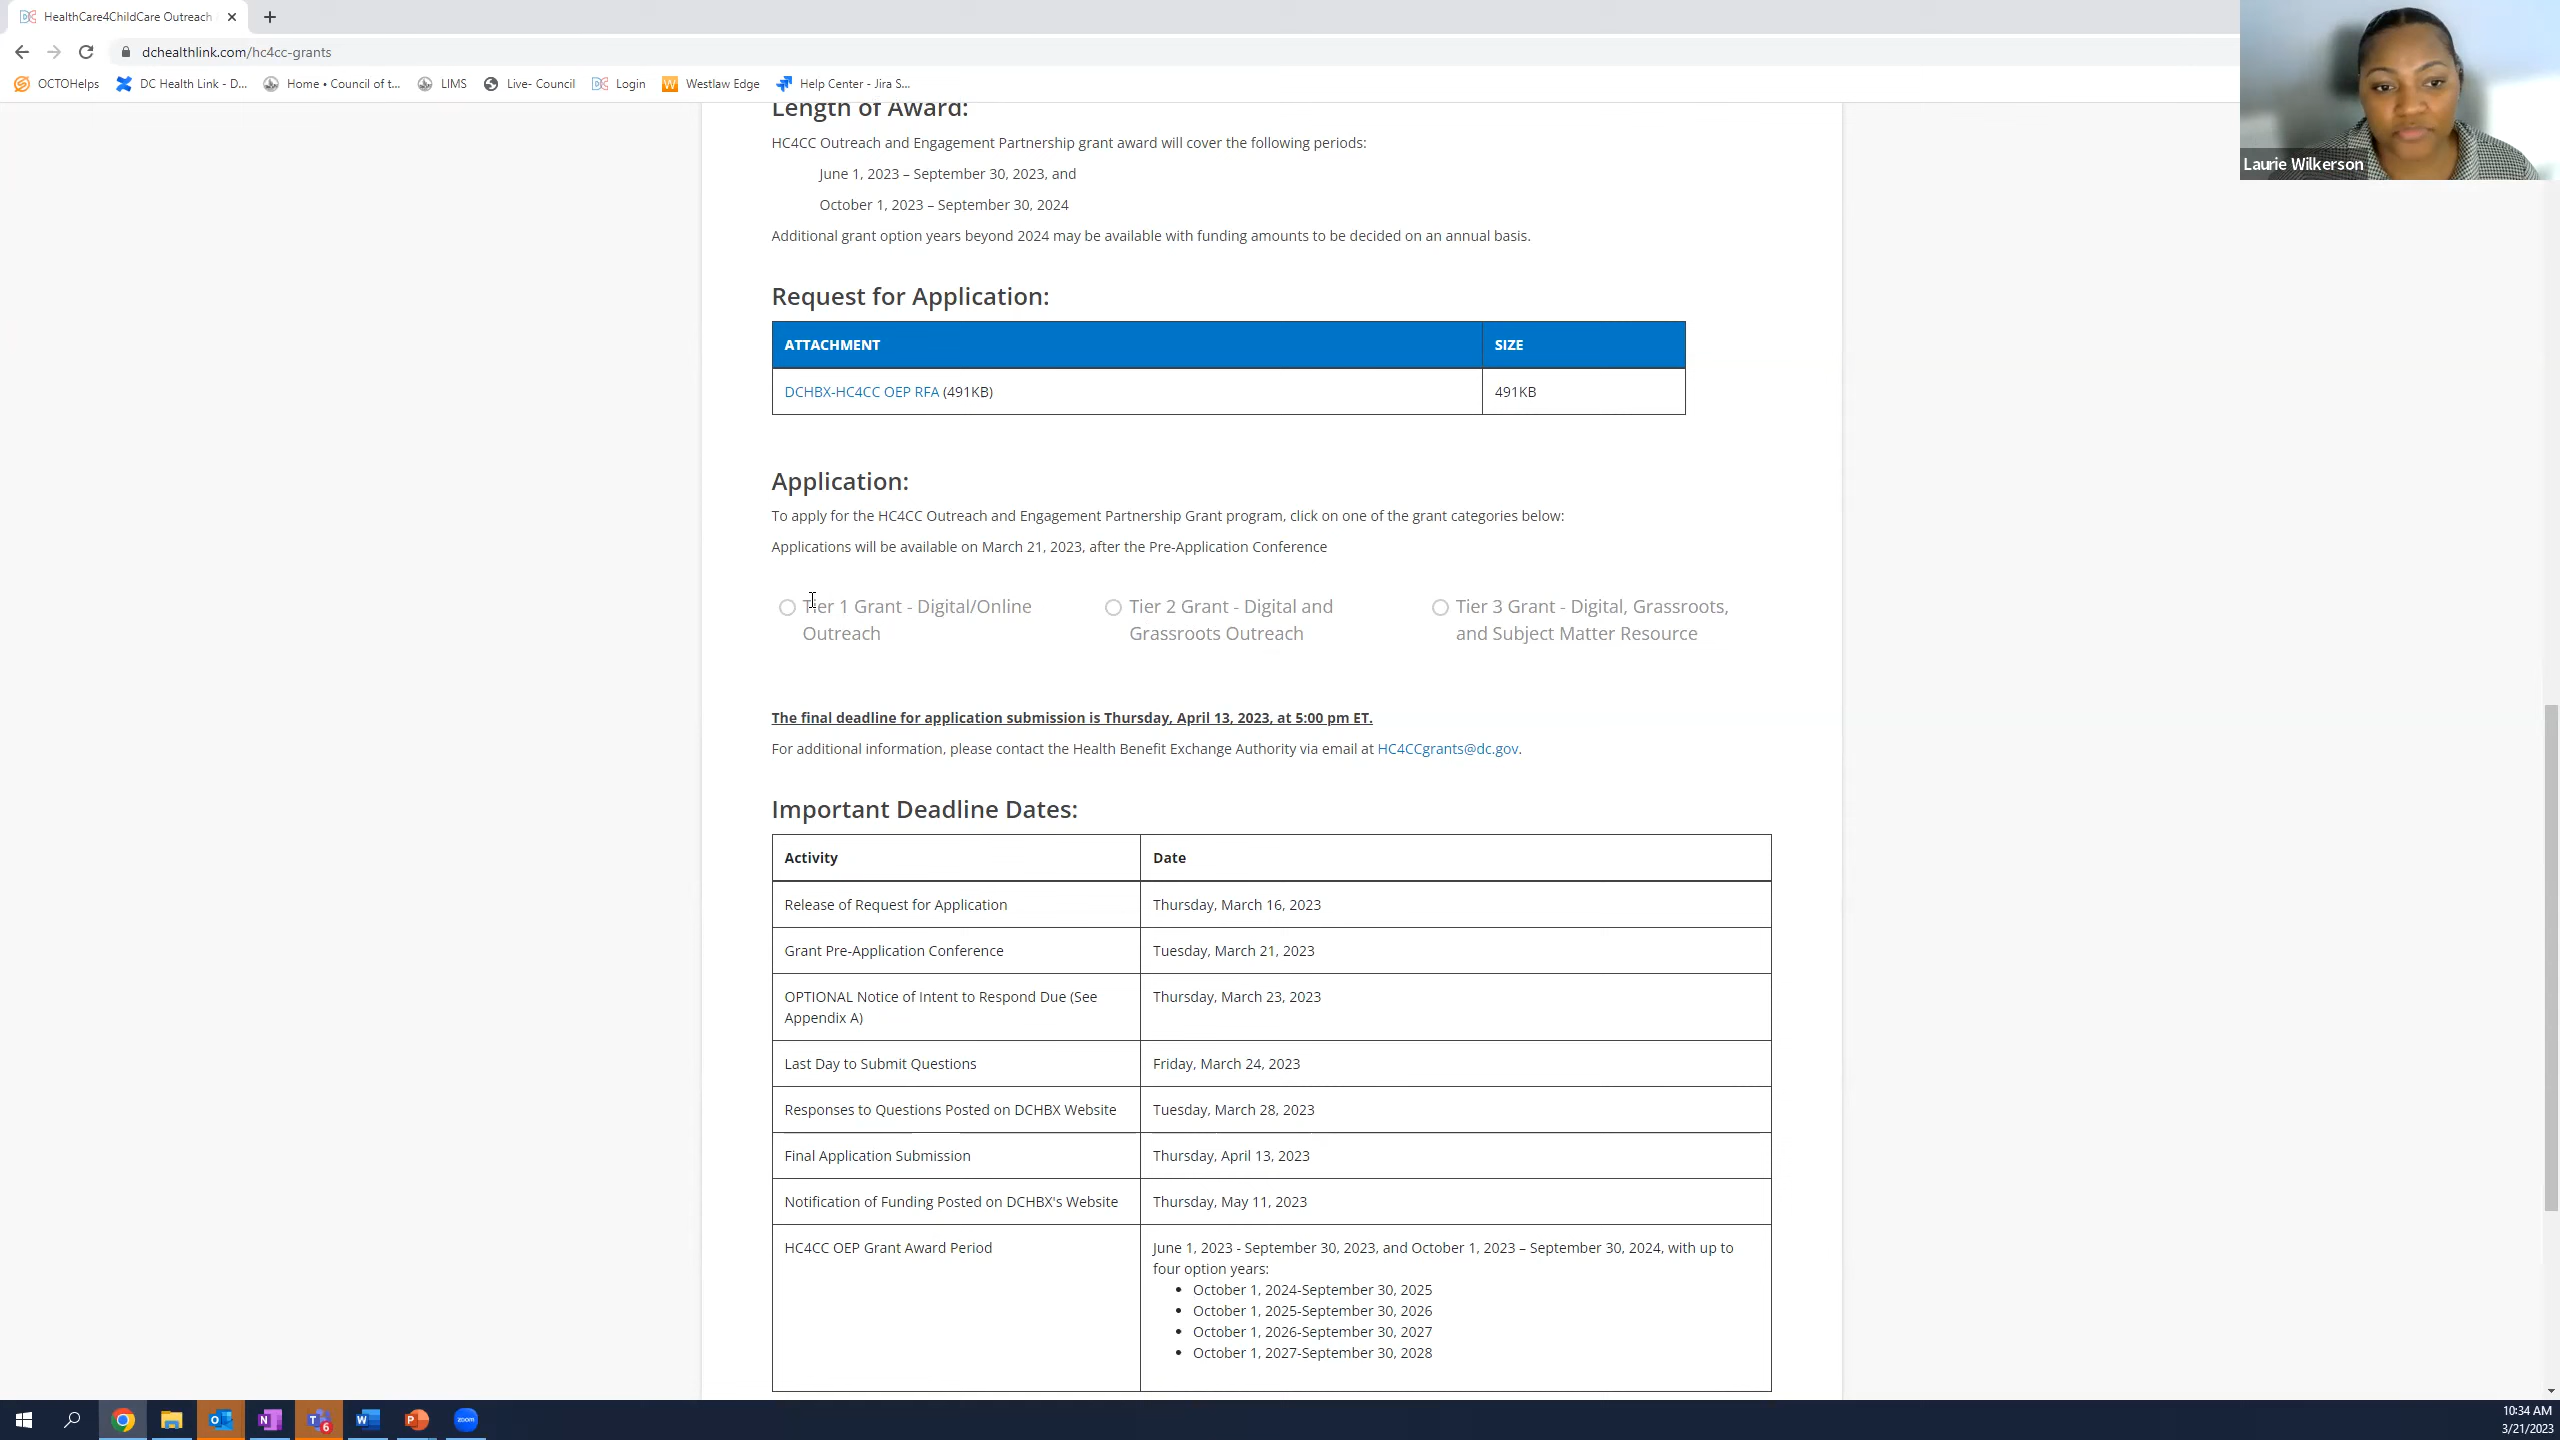 HealthCare4ChildCare Outreach
dchealthlink.com/hc4cc-grants
OCTOHelps
DC Health Link - D...
Home • Council of t...
LIMS
Live- Council
Login
Westlaw Edge
Help Center - Jira S...
Laurie Wilkerson
Length of Award:
HC4CC Outreach and Engagement Partnership grant award will cover the following periods:
June 1, 2023 – September 30, 2023, and
October 1, 2023 – September 30, 2024
Additional grant option years beyond 2024 may be available with funding amounts to be decided on an annual basis.
Request for Application:
ATTACHMENT SIZE
DCHBX-HC4CC OEP RFA (491KB) 491KB
Application:
To apply for the HC4CC Outreach and Engagement Partnership Grant program, click on one of the grant categories below:
Applications will be available on March 21, 2023, after the Pre-Application Conference
Tier 1 Grant - Digital/Online
Outreach
Tier 2 Grant - Digital and
Grassroots Outreach
Tier 3 Grant - Digital, Grassroots,
and Subject Matter Resource
The final deadline for application submission is Thursday, April 13, 2023, at 5:00 pm ET.
For additional information, please contact the Health Benefit Exchange Authority via email at HC4CCgrants@dc.gov.
Important Deadline Dates:
Activity Date
Release of Request for Application Thursday, March 16, 2023
Grant Pre-Application Conference Tuesday, March 21, 2023
OPTIONAL Notice of Intent to Respond Due (See
Appendix A)
Thursday, March 23, 2023
Last Day to Submit Questions Friday, March 24, 2023
Responses to Questions Posted on DCHBX Website Tuesday, March 28, 2023
Final Application Submission Thursday, April 13, 2023
Notification of Funding Posted on DCHBX's Website Thursday, May 11, 2023
HC4CC OEP Grant Award Period
June 1, 2023 - September 30, 2023, and October 1, 2023 – September 30, 2024, with up to
four option years:
• October 1, 2024-September 30, 2025
• October 1, 2025-September 30, 2026
• October 1, 2026-September 30, 2027
• October 1, 2027-September 30, 2028
6
zoom
10:34 AM
3/21/2023